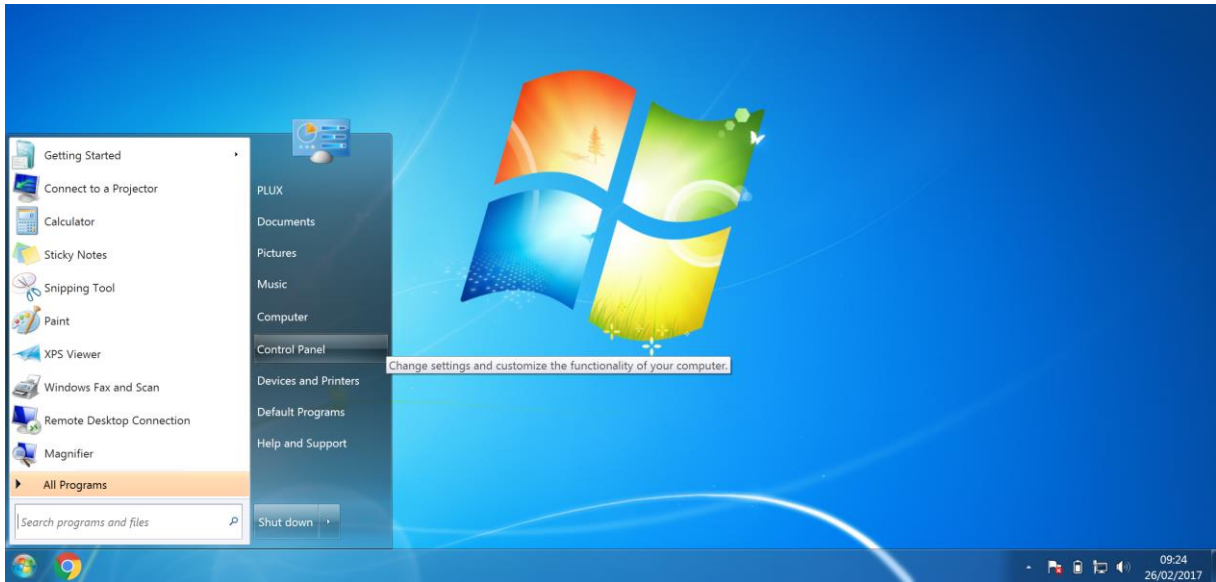 Getting Started
Connect to a Projector
Calculator
Sticky Notes
Snipping Tool
Paint
XPS Viewer
Windows Fax and Scan
Remote Desktop Connection
Magnifier
All Programs
Search programs and files
PLUX
Documents
Pictures
Music
Computer
Control Panel
Change settings and customize the functionality of your computer.
Devices and Printers
Default Programs
Help and Support
Shut down
09:24
26/02/2017